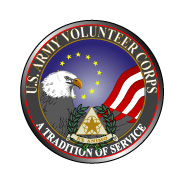 U.S. ARMY VOLUNTEER CORPS
A TRADITION OF SERVICE